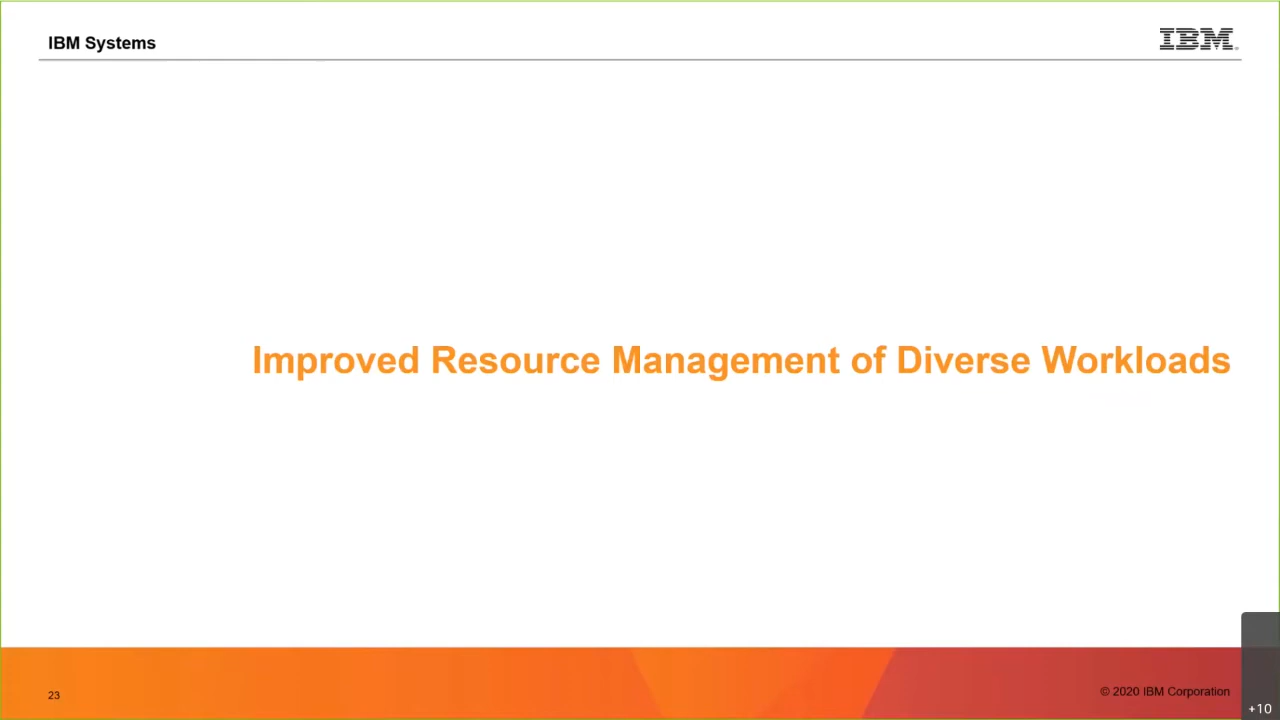 IBM Systems
IBM
Improved Resource Management of Diverse Workloads
23
© 2020 IBM Corporation
+10